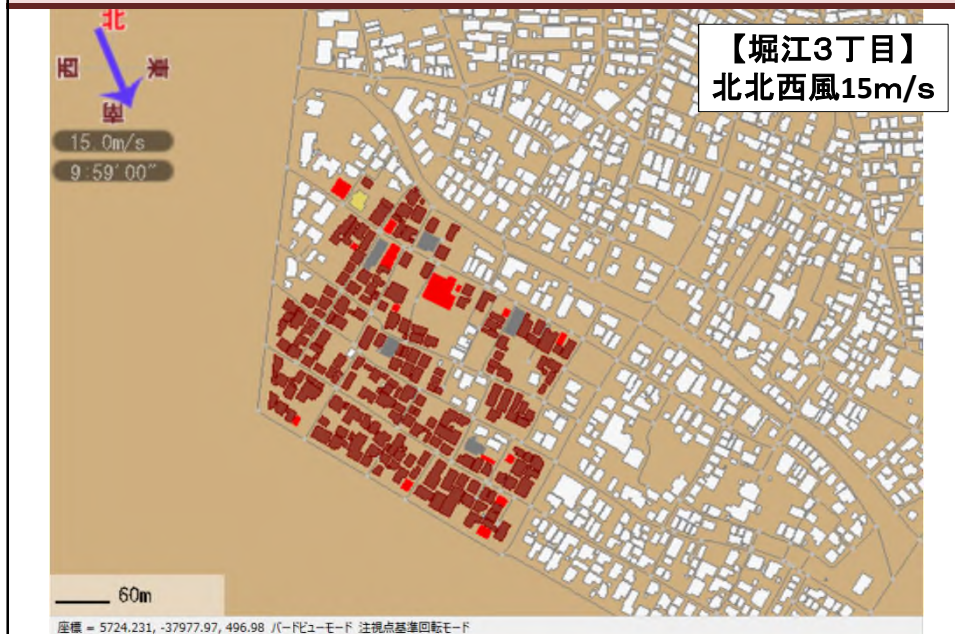 北
西
東
南
15.0m/s
9:59'00"
【堀江3丁目】
北北西風15m/s
60m
座標 = 5724.231, -37977.97, 496.98 バードビューモード 注視点基準回転モード